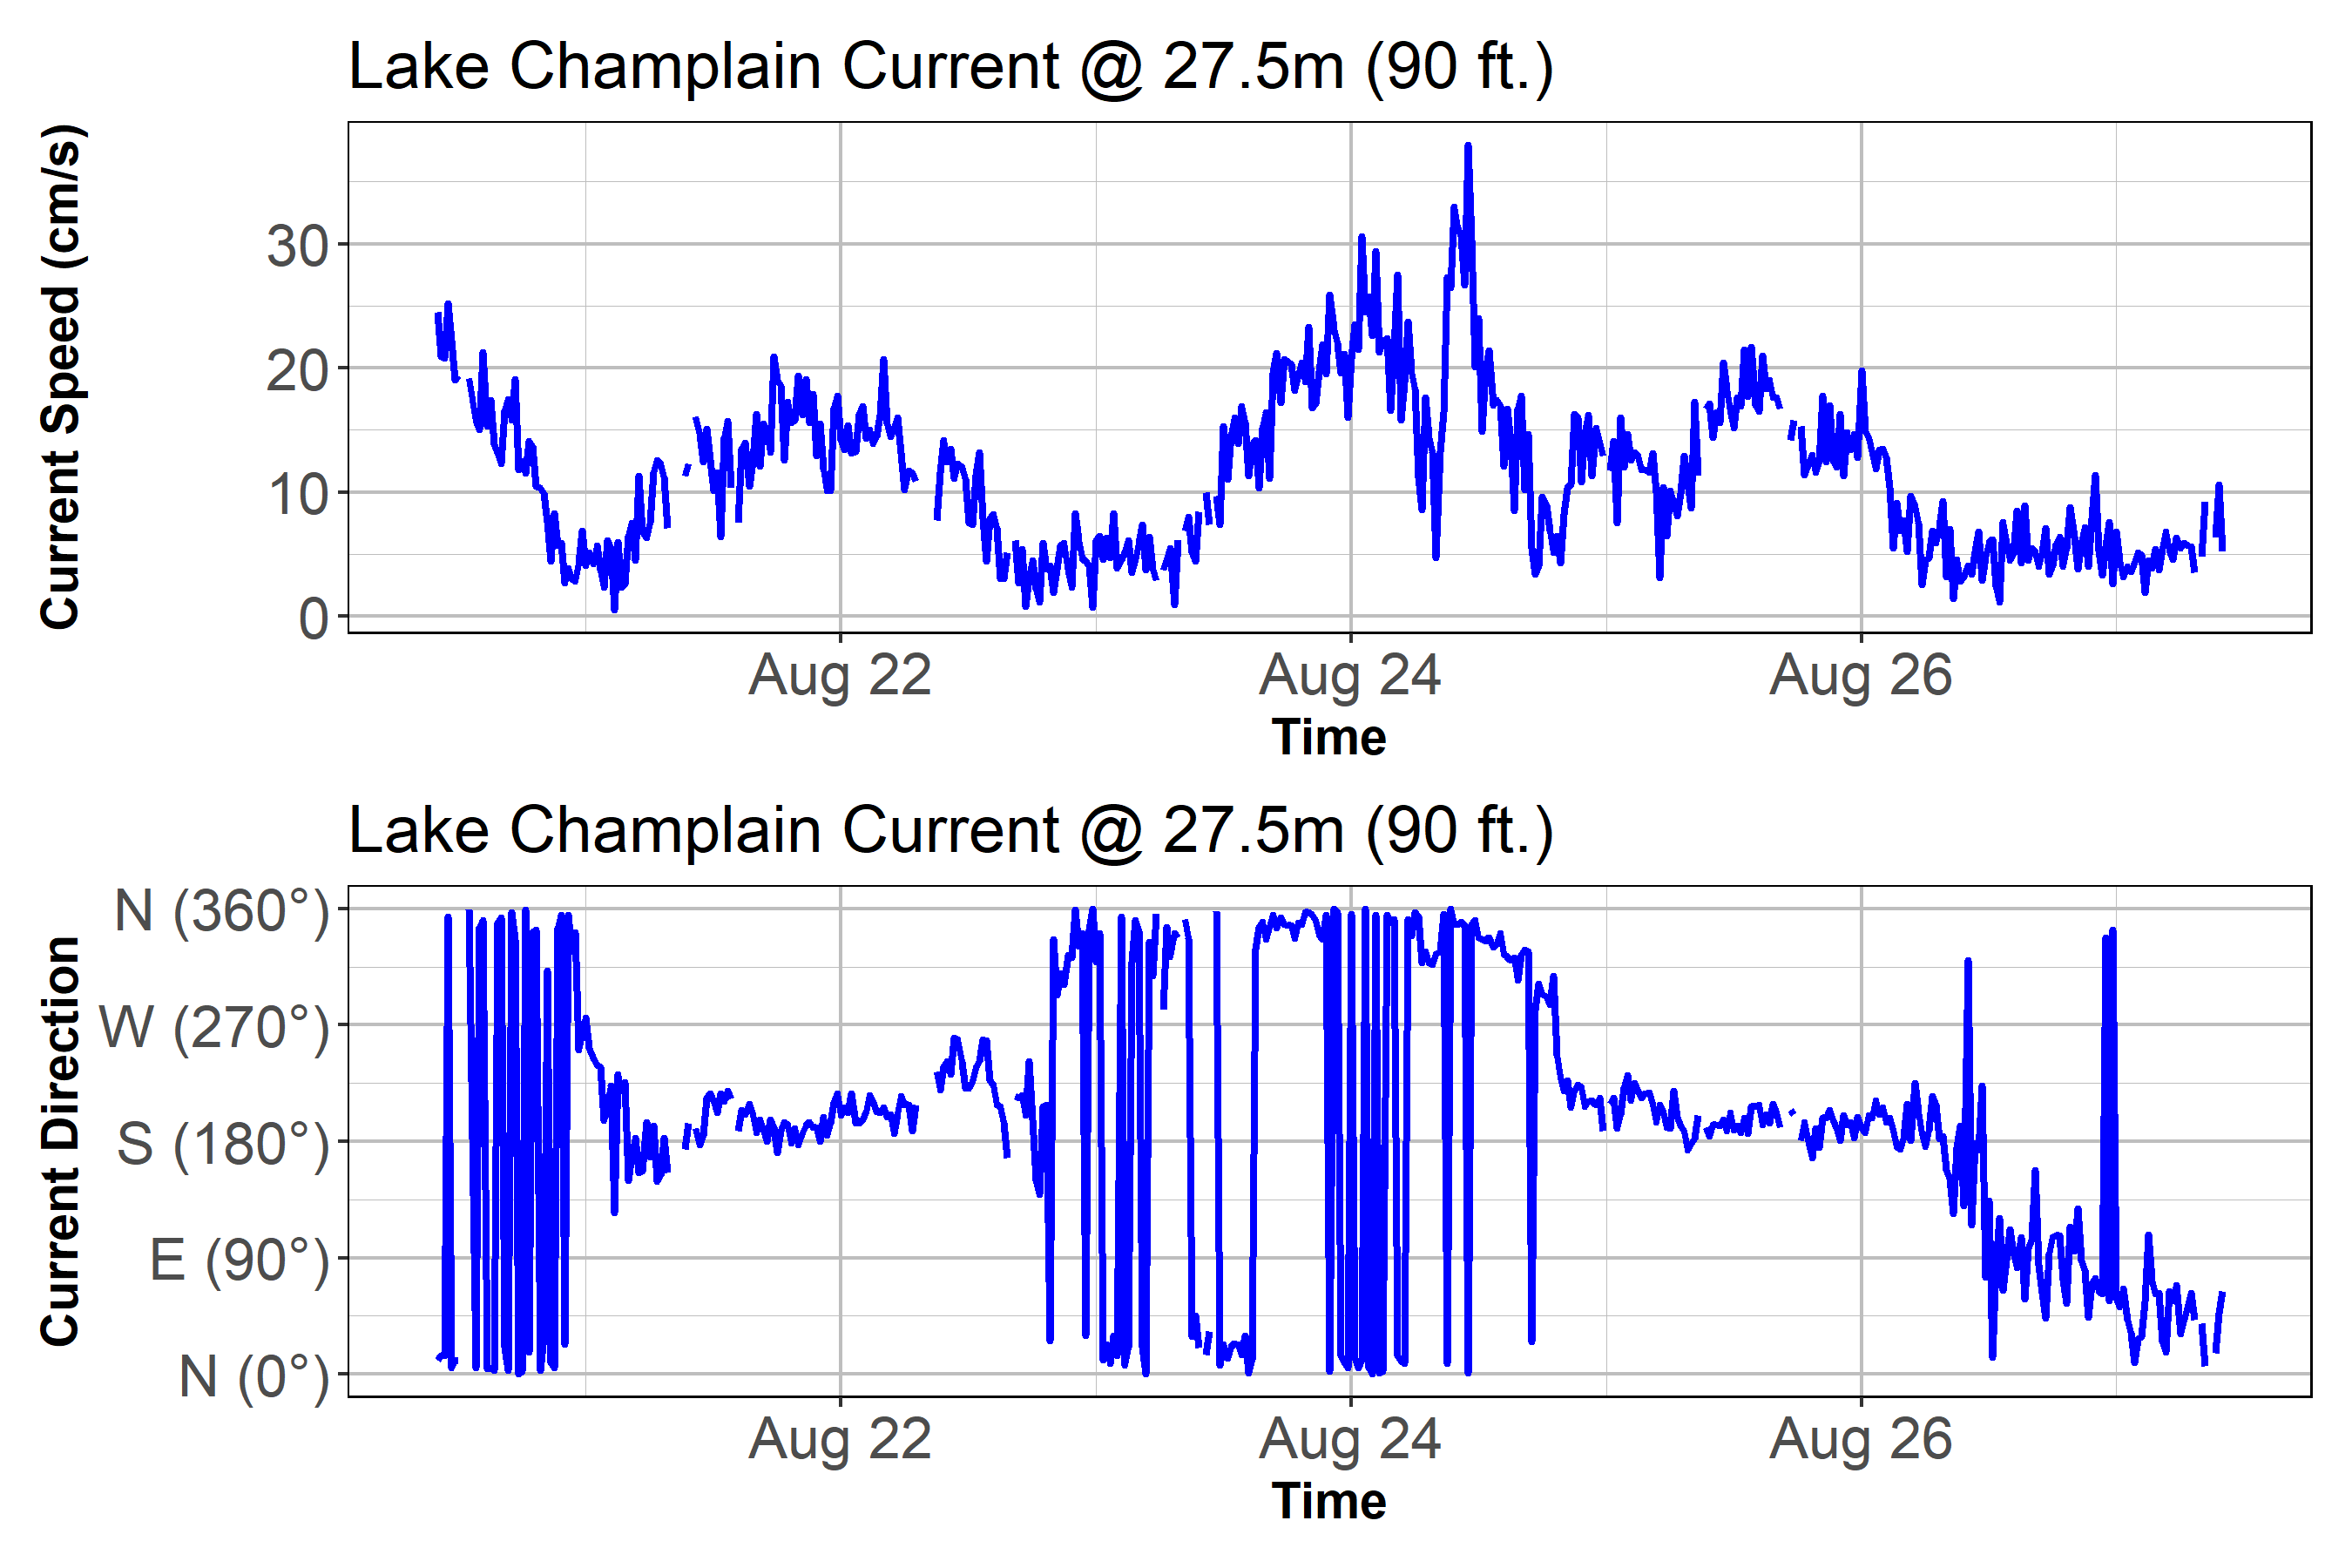 Lake Champlain Current @ 27.5m (90 ft.)
Current Speed (cm/s)
30
20
10
0
Aug 22 Aug 24 Aug 26
Time
Lake Champlain Current @ 27.5m (90 ft.)
Current Direction
N (360°)
W (270°)
S (180°)
E (90°)
N (0°)
Aug 22 Aug 24 Aug 26
Time